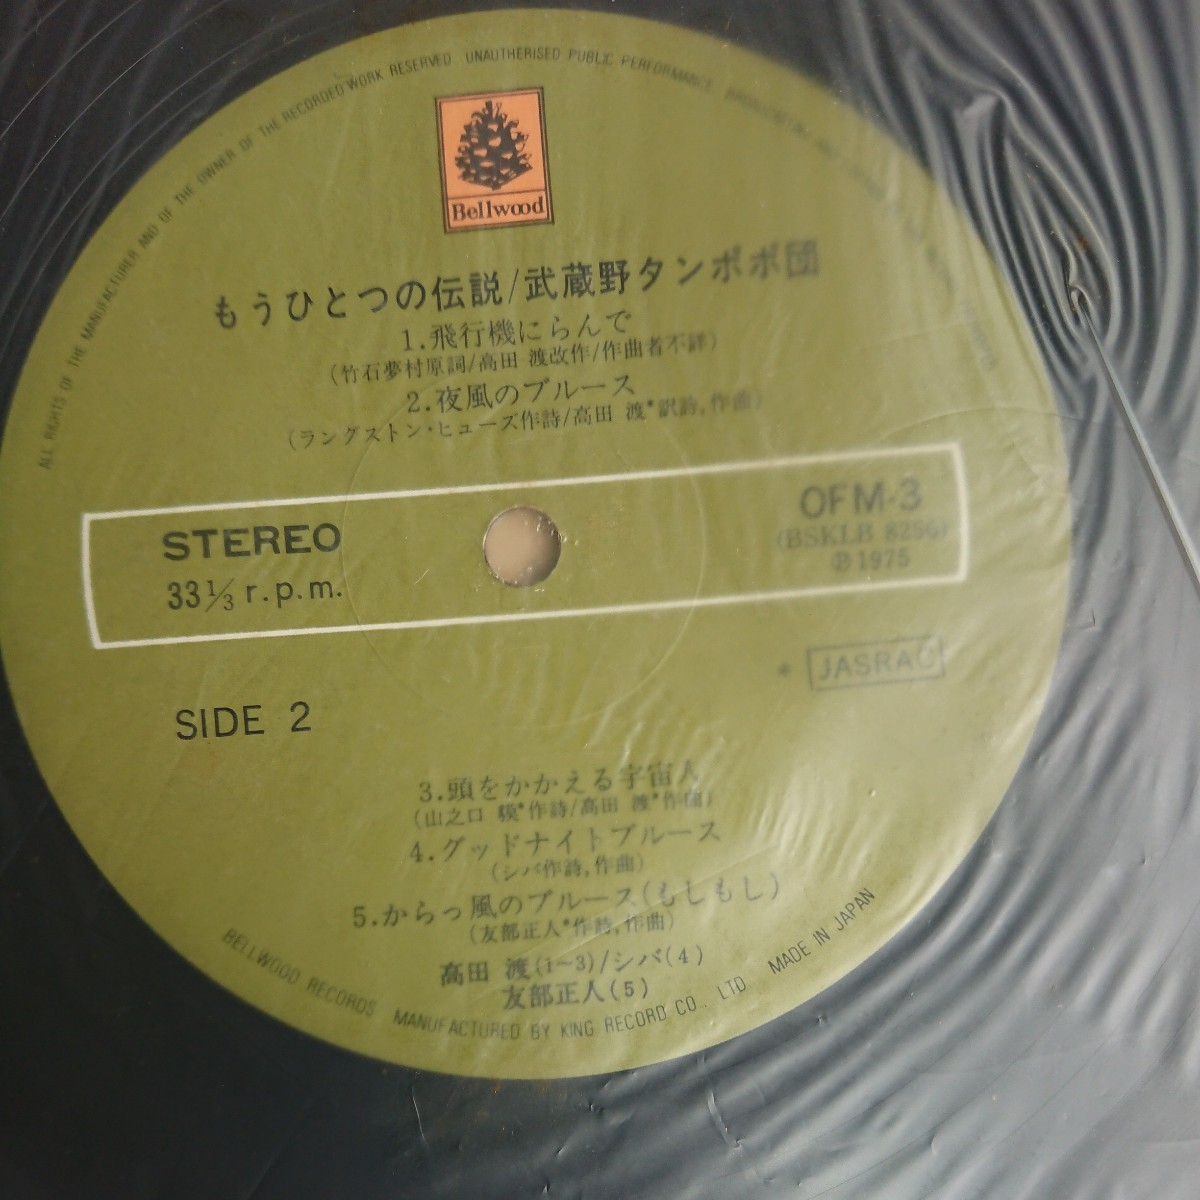 ALL RIGHTS OF THE MANUFACTURER AND OF THE OWNER OF THE RECORDED WORK RESERVED UNAUTHERISED PUBLIC PERFORMANCE
Bellwood
もうひとつの伝説/武蔵野タンポポ団
1.飛行機にらんで
(竹石夢村原詞/高田 渡改作/作曲者不詳)
2.夜風のブルース
(ラングストン・ヒューズ作詩/高田 渡*訳詩,作曲)
STEREO
33 1/3 r.p.m.
OFM-3
(BSKLB 8256)
℗1975
* JASRAC
SIDE 2
3.頭をかかえる宇宙人
(山之口 貘*作詩/高田 渡*作曲)
4.グッドナイトブルース
(シバ作詩,作曲)
5.からっ風のブルース(もしもし)
(友部正人*作詩,作曲)
高田 渡(1~3)/シバ(4)
友部正人(5)
BELLWOOD RECORDS MANUFACTURED BY KING RECORD CO., LTD MADE IN JAPAN